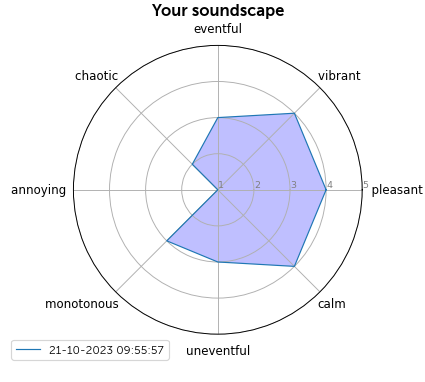 Your soundscape
eventful
chaotic
vibrant
annoying
1
2
3
4
5
pleasant
monotonous
calm
uneventful
21-10-2023 09:55:57